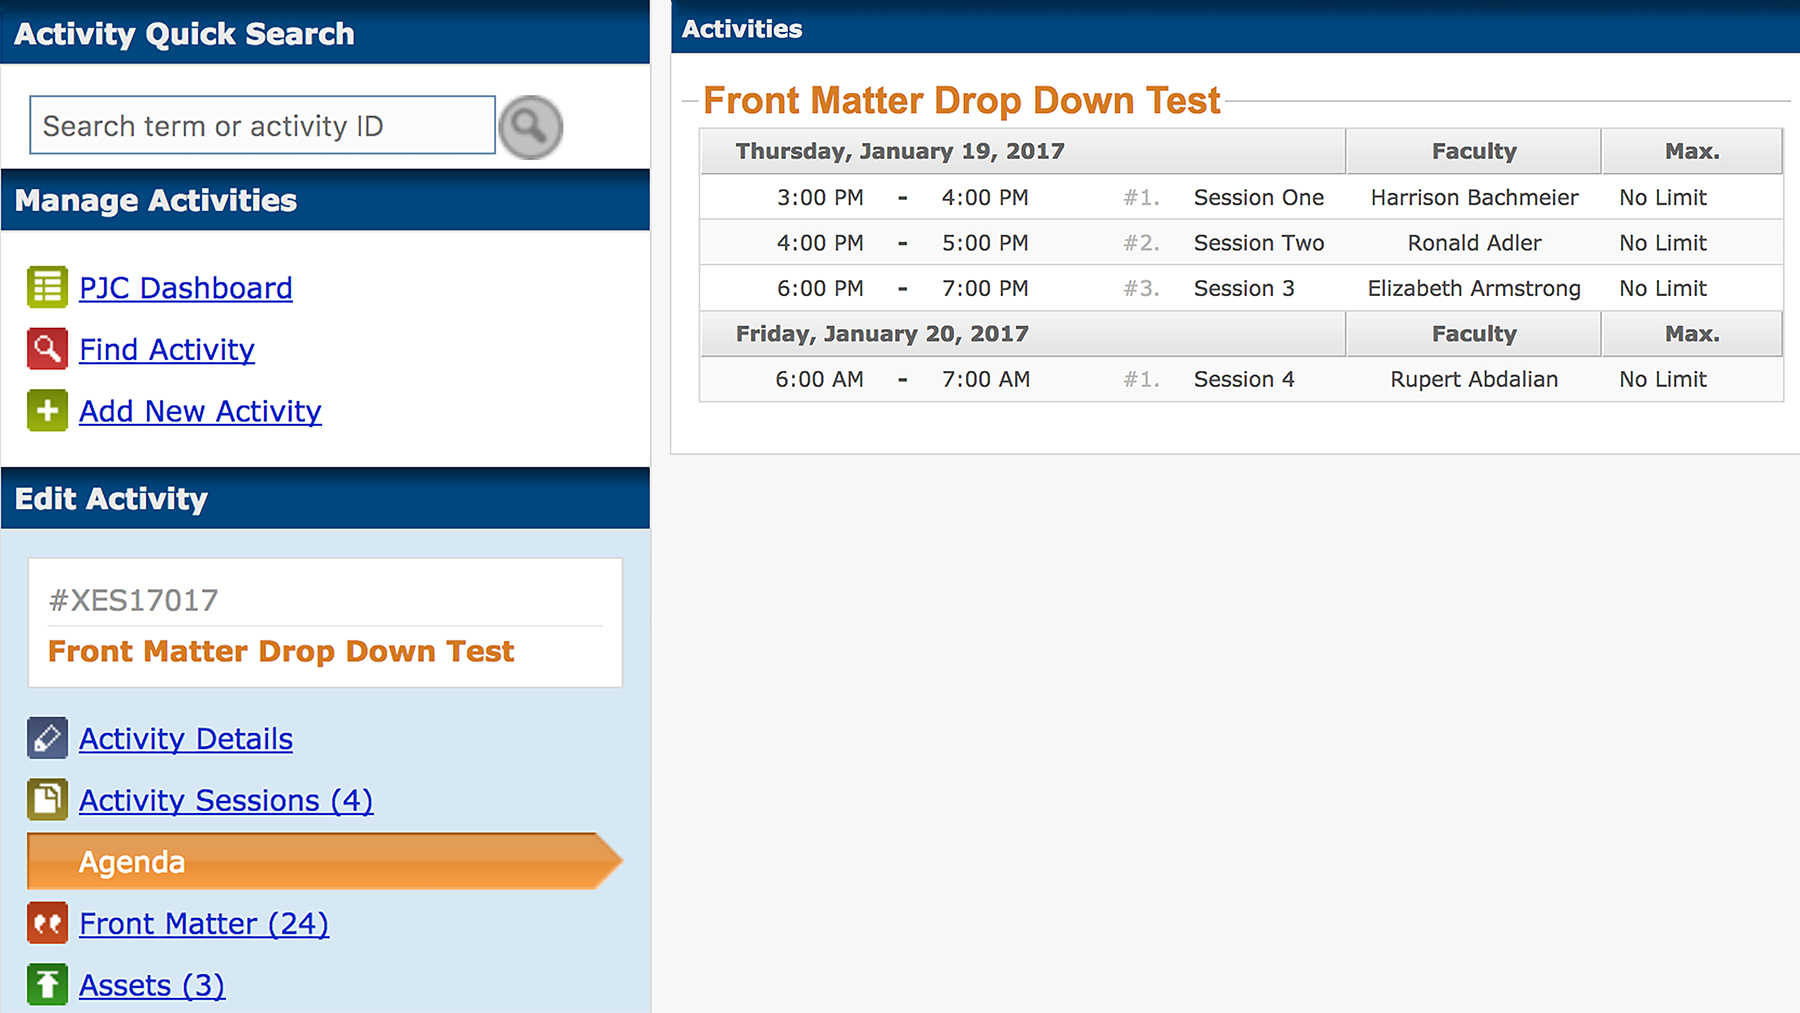 Activity Quick Search
Search term or activity ID
Manage Activities
PJC Dashboard
Find Activity
Add New Activity
Edit Activity
#XES17017
Front Matter Drop Down Test
Activity Details
Activity Sessions (4)
Agenda
Front Matter (24)
Assets (3)
Activities
Front Matter Drop Down Test
Thursday, January 19, 2017 Faculty Max.
3:00 PM - 4:00 PM #1. Session One Harrison Bachmeier No Limit
4:00 PM - 5:00 PM #2. Session Two Ronald Adler No Limit
6:00 PM - 7:00 PM #3. Session 3 Elizabeth Armstrong No Limit
Friday, January 20, 2017 Faculty Max.
6:00 AM - 7:00 AM #1. Session 4 Rupert Abdalian No Limit